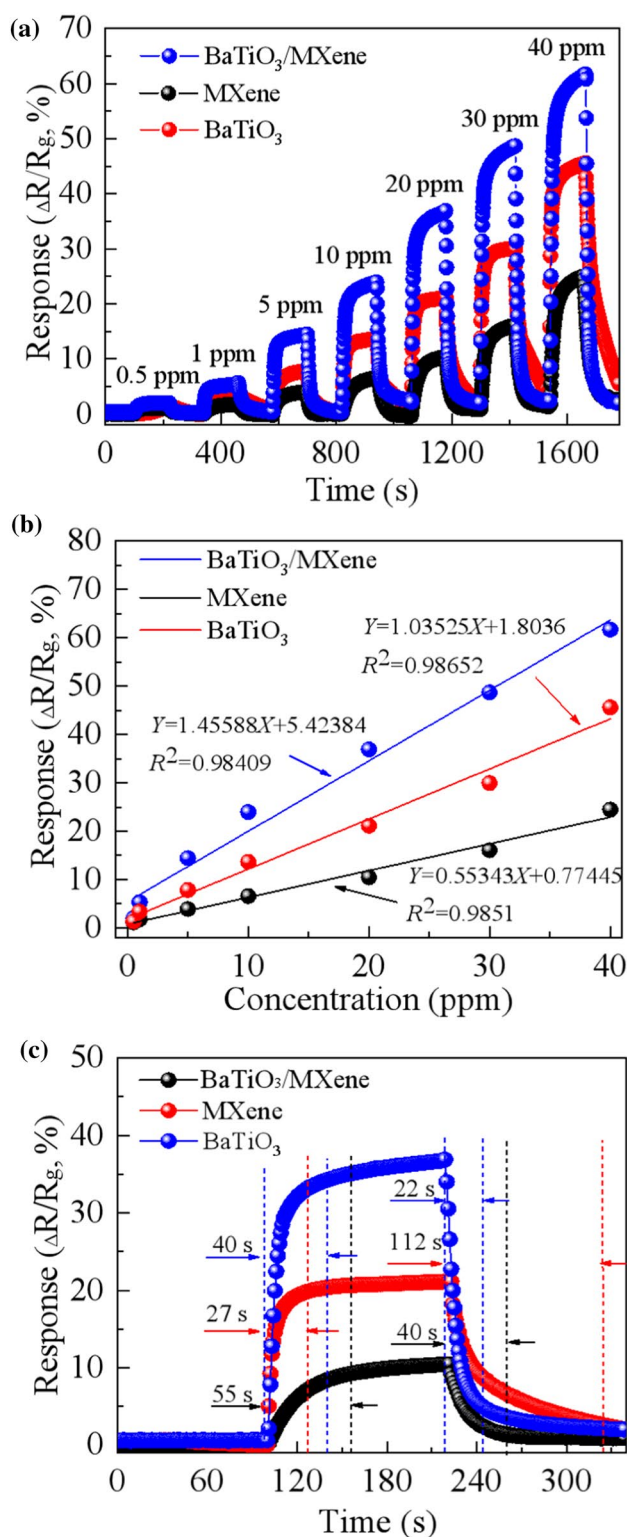 (a)
70
60
50
40
30
20
10
0
Response (ΔR/Rg, %)
BaTiO3/MXene
MXene
BaTiO3
0.5 ppm
1 ppm
5 ppm
10 ppm
20 ppm
30 ppm
40 ppm
0 400 800 1200 1600
Time (s)
(b)
80
70
60
50
40
30
20
10
0
Response (ΔR/Rg, %)
BaTiO3/MXene
MXene
BaTiO3
Y=1.03525X+1.8036
R2=0.98652
Y=1.45588X+5.42384
R2=0.98409
Y=0.55343X+0.77445
R2=0.9851
0 10 20 30 40
Concentration (ppm)
(c)
50
40
30
20
10
0
Response (ΔR/Rg, %)
BaTiO3/MXene
MXene
BaTiO3
40 s
27 s
55 s
22 s
112 s
40 s
0 60 120 180 240 300
Time (s)